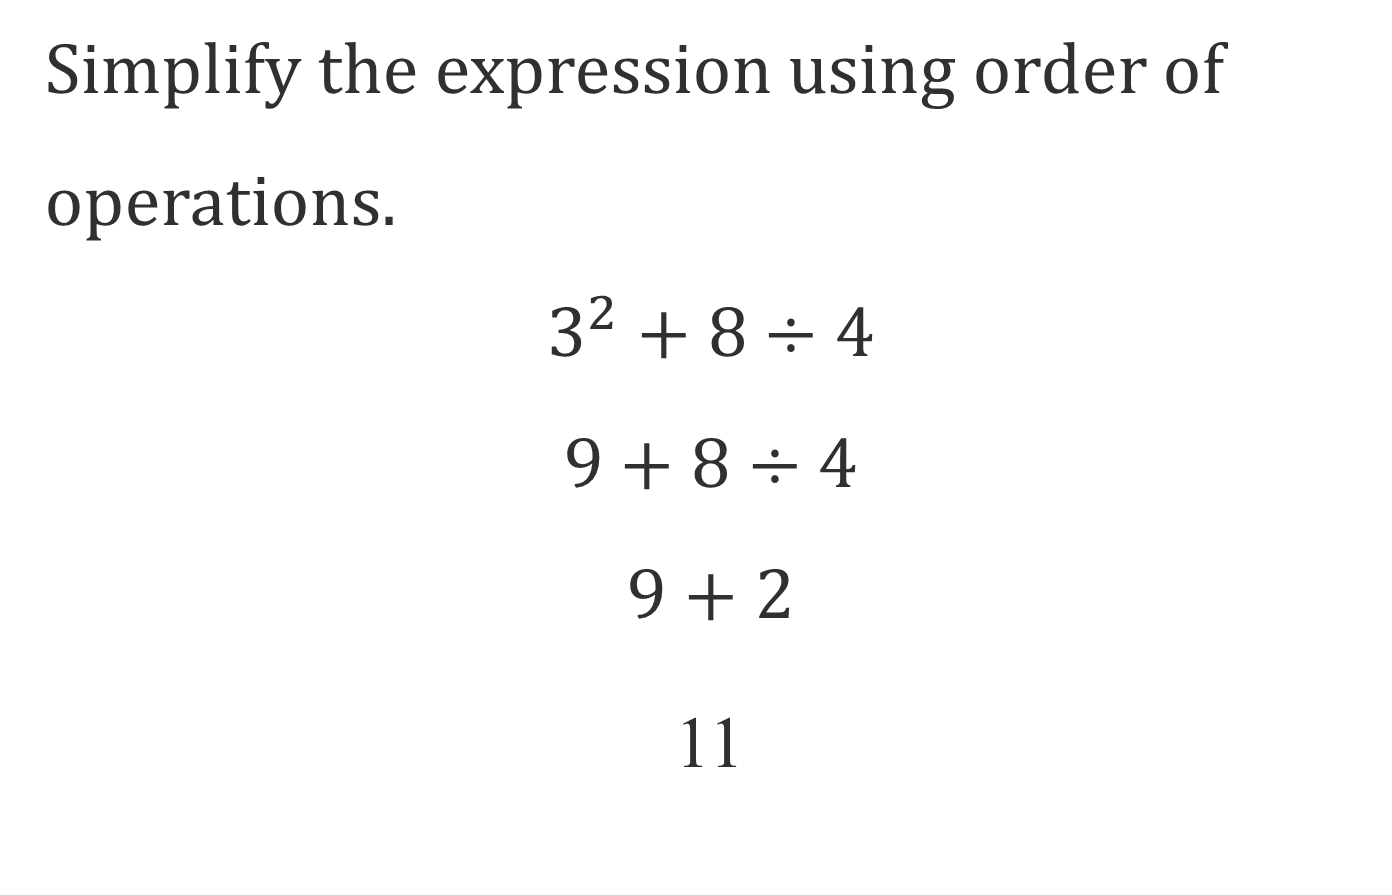 Simplify the expression using order of
operations.
3² + 8 ÷ 4
9 + 8 ÷ 4
9 + 2
11